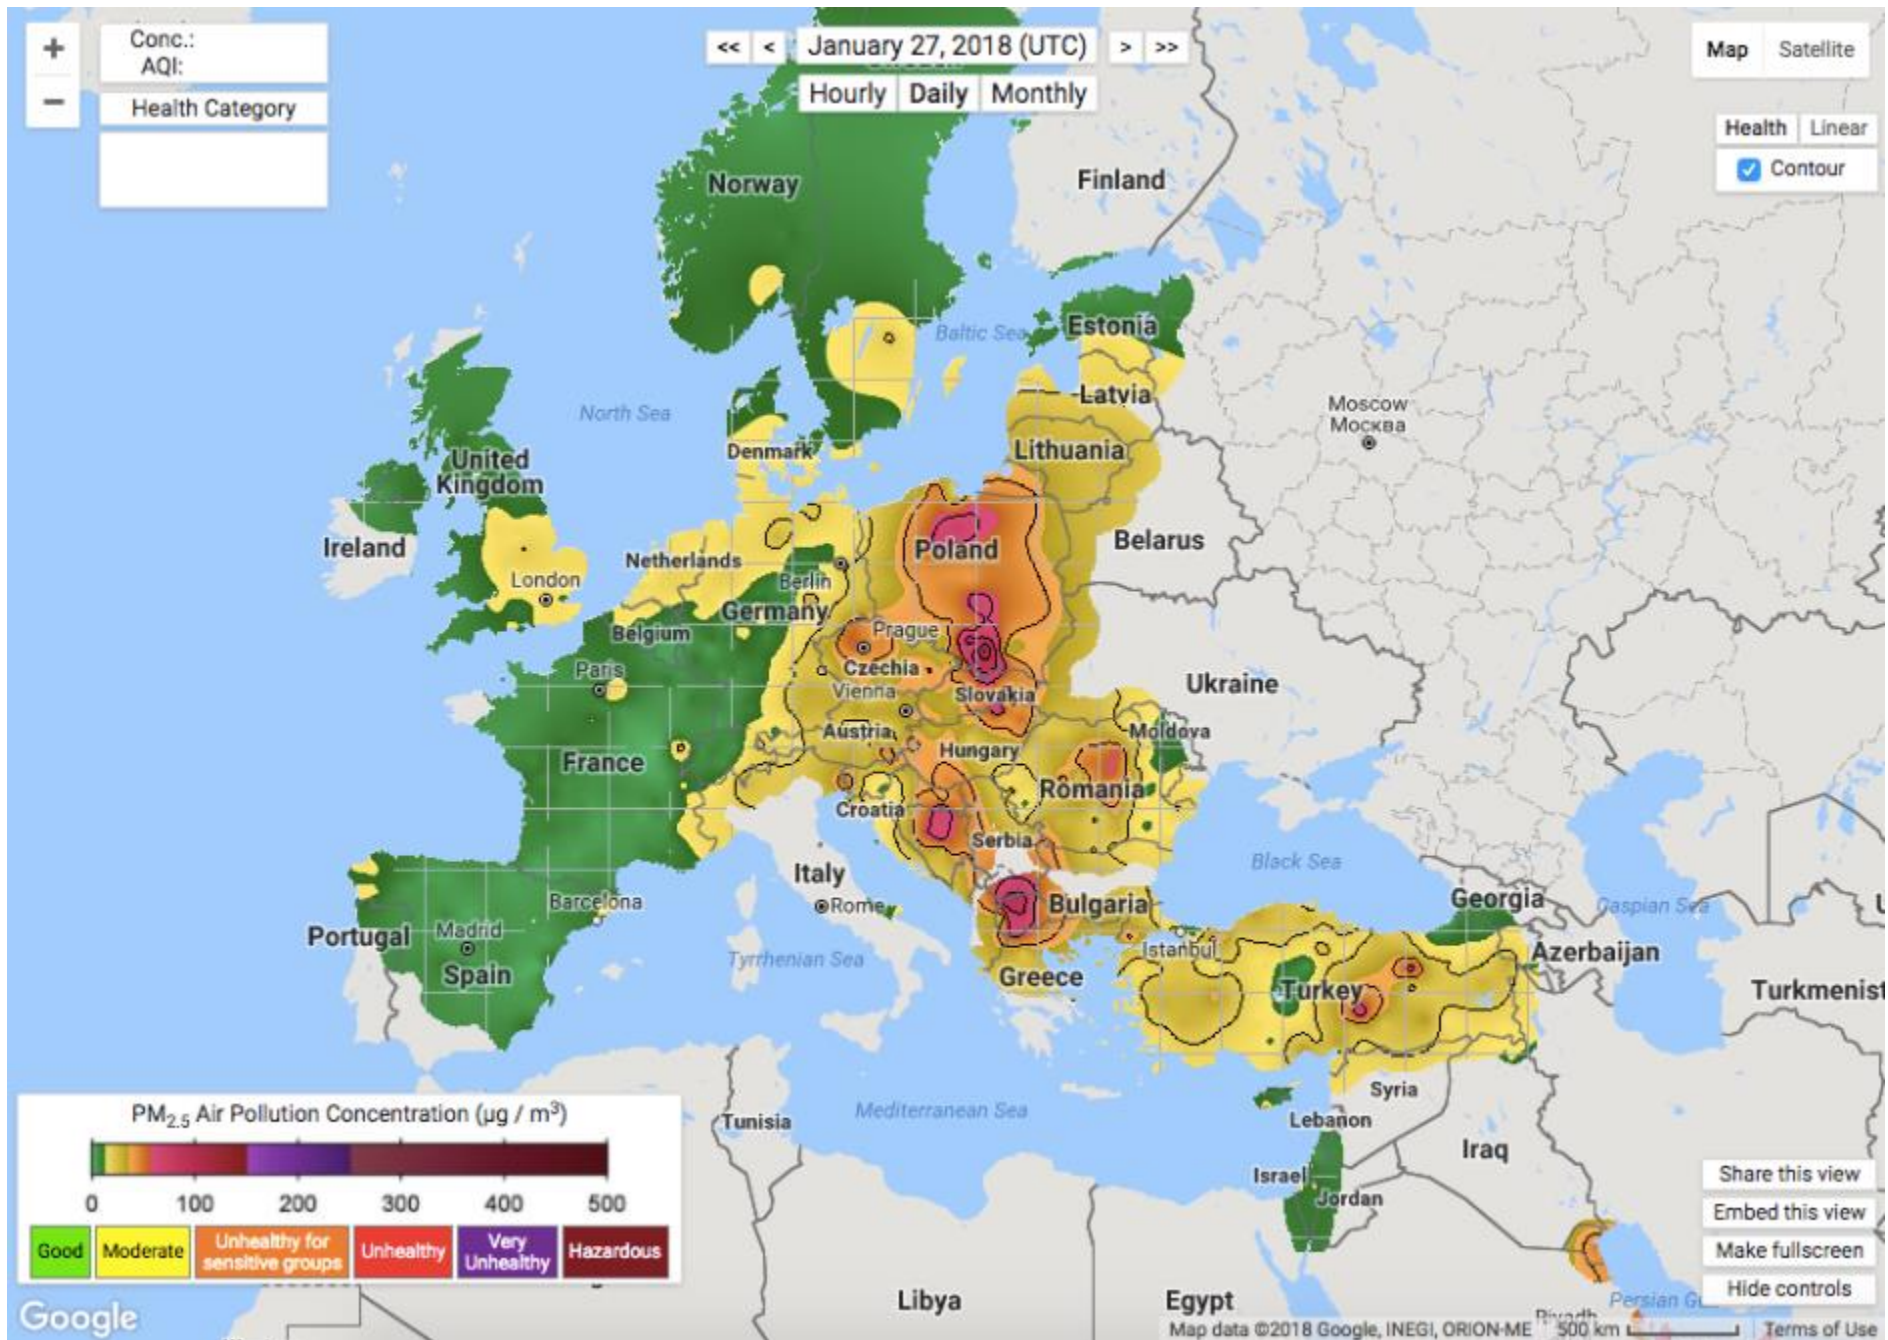 +
−
Conc.:
AQI:
Health Category
<< < January 27, 2018 (UTC) > >>
Hourly Daily Monthly
Map Satellite
Health Linear
Contour
Norway
Finland
Estonia
Baltic Sea
Latvia
Moscow
Москва
North Sea
Denmark
Lithuania
United
Kingdom
Ireland
Netherlands
Poland
Belarus
London
Berlin
Germany
Belgium
Prague
Czechia
Paris
Vienna
Slovakia
Ukraine
Austria
Moldova
Hungary
France
Romania
Croatia
Serbia
Italy
Black Sea
Barcelona
Rome
Bulgaria
Georgia
Caspian Sea
Portugal
Madrid
Istanbul
Azerbaijan
Tyrrhenian Sea
Spain
Greece
Turkey
Turkmenist
Syria
Mediterranean Sea
Tunisia
Lebanon
Iraq
Israel
Jordan
PM2.5 Air Pollution Concentration (µg / m³)
0 100 200 300 400 500
Good Moderate Unhealthy for
sensitive groups Unhealthy Very
Unhealthy Hazardous
Share this view
Embed this view
Make fullscreen
Hide controls
Libya
Egypt
Persian Gu
Google
Map data ©2018 Google, INEGI, ORION-ME 500 km Terms of Use